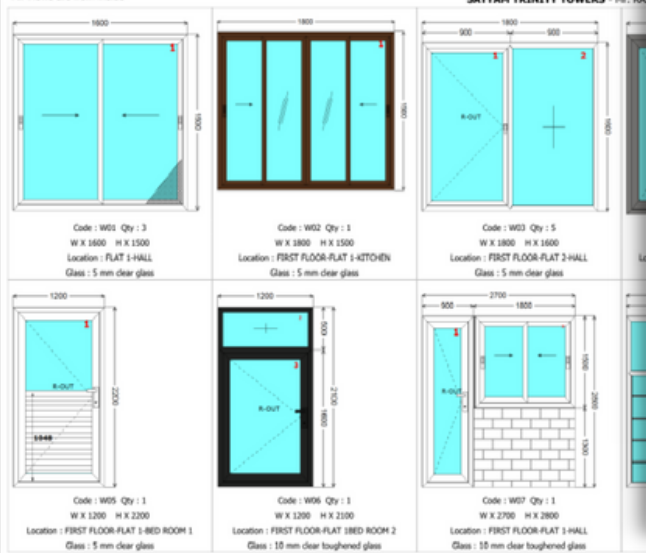 SATYAM TRINITY TOWERS - Mr.
1600
1
1500
Code : W01 Qty : 3
W X 1600 H X 1500
Location : FLAT 1-HALL
Glass : 5 mm clear glass
1800
1
1500
Code : W02 Qty : 1
W X 1800 H X 1500
Location : FIRST FLOOR-FLAT 1-KITCHEN
Glass : 5 mm clear glass
1800
900 900
1 2
R-OUT
1600
Code : W03 Qty : 5
W X 1800 H X 1600
Location : FIRST FLOOR-FLAT 2-HALL
Glass : 5 mm clear glass
1200
1
R-OUT
1048
2200
Code : W05 Qty : 1
W X 1200 H X 2200
Location : FIRST FLOOR-FLAT 1-BED ROOM 1
Glass : 5 mm clear glass
1200
500
R-OUT
1600
2100
Code : W06 Qty : 1
W X 1200 H X 2100
Location : FIRST FLOOR-FLAT 1BED ROOM 2
Glass : 10 mm clear toughened glass
2700
900 1800
1
R-OUT
1500
1300
2800
Code : W07 Qty : 1
W X 2700 H X 2800
Location : FIRST FLOOR-FLAT 1-HALL
Glass : 10 mm clear toughened glass